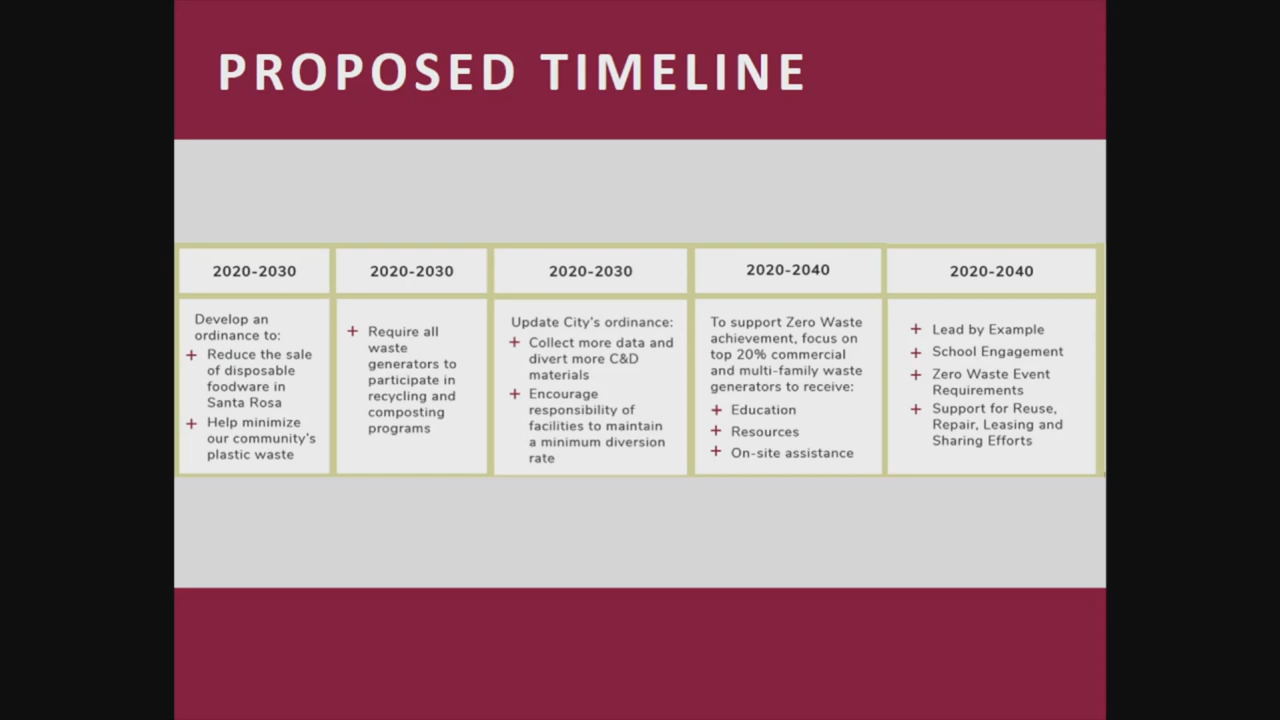 PROPOSED TIMELINE
2020-2030
Develop an
ordinance to:
+ Reduce the sale
of disposable
foodware in
Santa Rosa
+ Help minimize
our community's
plastic waste
2020-2030
+ Require all
waste
generators to
participate in
recycling and
composting
programs
2020-2030
Update City's ordinance:
+ Collect more data and
divert more C&D
materials
+ Encourage
responsibility of
facilities to maintain
a minimum diversion
rate
2020-2040
To support Zero Waste
achievement, focus on
top 20% commercial
and multi-family waste
generators to receive:
+ Education
+ Resources
+ On-site assistance
2020-2040
+ Lead by Example
+ School Engagement
+ Zero Waste Event
Requirements
+ Support for Reuse,
Repair, Leasing and
Sharing Efforts